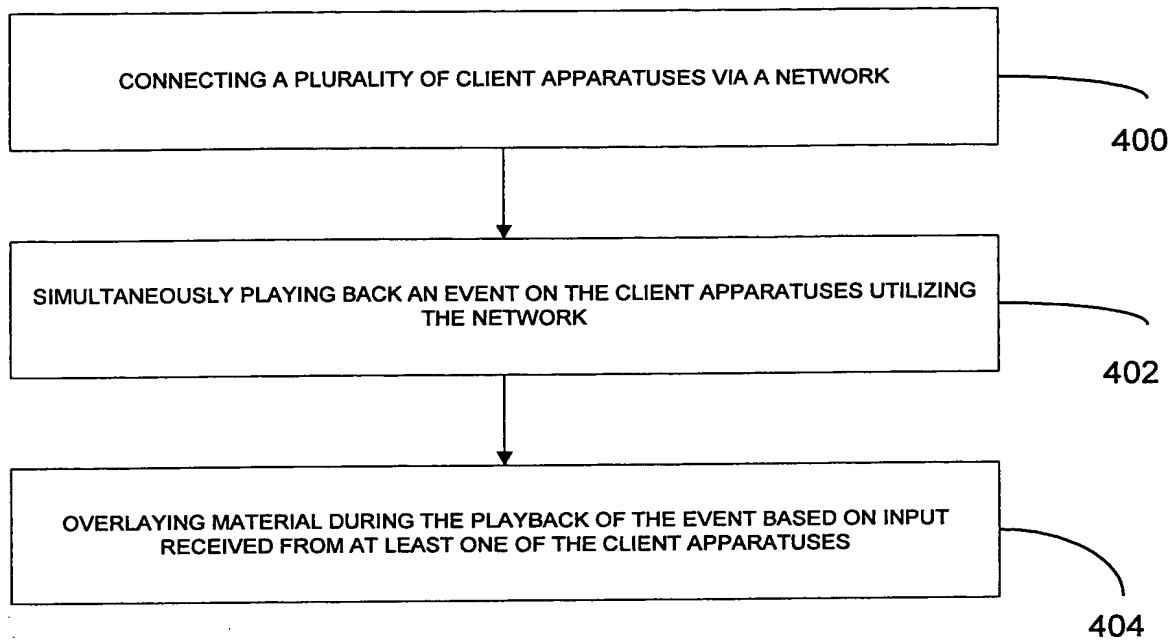 CONNECTING A PLURALITY OF CLIENT APPARATUSES VIA A NETWORK
400
SIMULTANEOUSLY PLAYING BACK AN EVENT ON THE CLIENT APPARATUSES UTILIZING
THE NETWORK
402
OVERLAYING MATERIAL DURING THE PLAYBACK OF THE EVENT BASED ON INPUT
RECEIVED FROM AT LEAST ONE OF THE CLIENT APPARATUSES
404